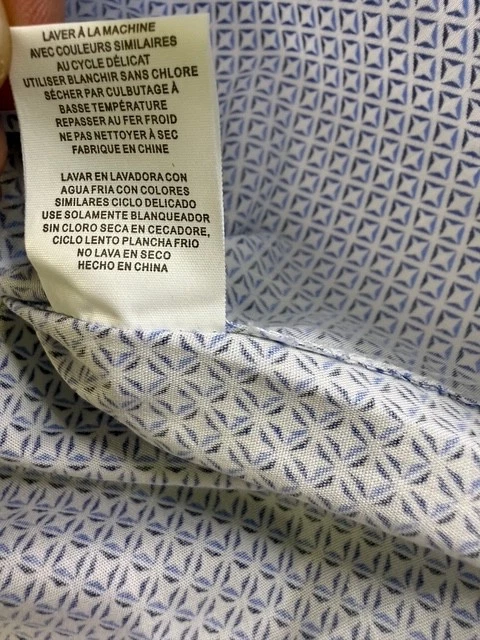 LAVER À LA MACHINE
AVEC COULEURS SIMILAIRES
AU CYCLE DÉLICAT
UTILISER BLANCHIR SANS CHLORE
SÈCHER PAR CULBUTAGE À
BASSE TEMPÉRATURE
REPASSER AU FER FROID
NE PAS NETTOYER À SEC
FABRIQUE EN CHINE
LAVAR EN LAVADORA CON
AGUA FRIA CON COLORES
SIMILARES CICLO DELICADO
USE SOLAMENTE BLANQUEADOR
SIN CLORO SECA EN CECADORE,
CICLO LENTO PLANCHA FRIO
NO LAVA EN SECO
HECHO EN CHINA